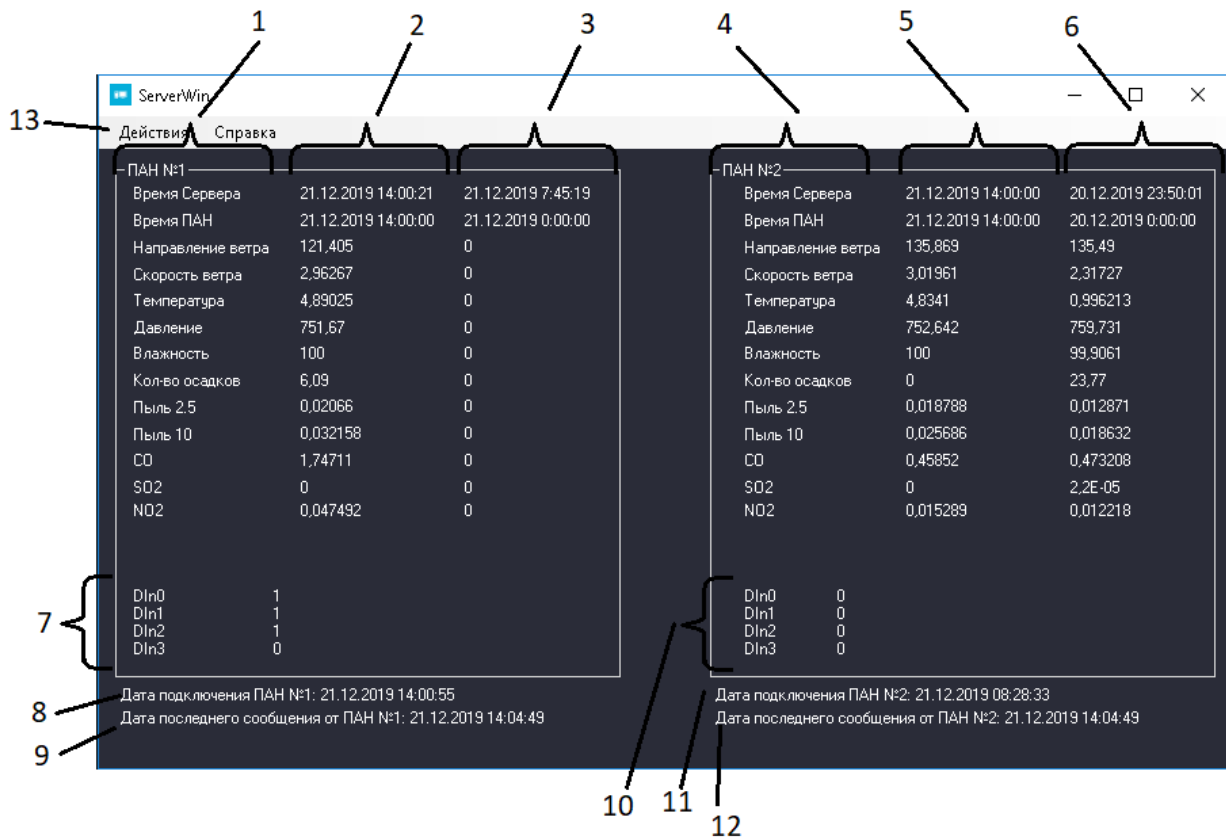 1 2 3 4 5 6
ServerWin
13
Действия Справка
ПАН №1
Время Сервера 21.12.2019 14:00:21 21.12.2019 7:45:19
Время ПАН 21.12.2019 14:00:00 21.12.2019 0:00:00
Направление ветра 121,405 0
Скорость ветра 2,96267 0
Температура 4,89025 0
Давление 751,67 0
Влажность 100 0
Кол-во осадков 6,09 0
Пыль 2.5 0,02066 0
Пыль 10 0,032158 0
CO 1,74711 0
SO2 0 0
NO2 0,047492 0
7
DIn0 1
DIn1 1
DIn2 1
DIn3 0
8
Дата подключения ПАН №1: 21.12.2019 14:00:55
9
Дата последнего сообщения от ПАН №1: 21.12.2019 14:04:49
ПАН №2
Время Сервера 21.12.2019 14:00:00 20.12.2019 23:50:01
Время ПАН 21.12.2019 14:00:00 20.12.2019 0:00:00
Направление ветра 135,869 135,49
Скорость ветра 3,01961 2,31727
Температура 4,8341 0,996213
Давление 752,642 759,731
Влажность 100 99,9061
Кол-во осадков 0 23,77
Пыль 2.5 0,018788 0,012871
Пыль 10 0,025686 0,018632
CO 0,45852 0,473208
SO2 0 2,2E-05
NO2 0,015289 0,012218
DIn0 0
DIn1 0
DIn2 0
DIn3 0
Дата подключения ПАН №2: 21.12.2019 08:28:33
Дата последнего сообщения от ПАН №2: 21.12.2019 14:04:49
10 11 12